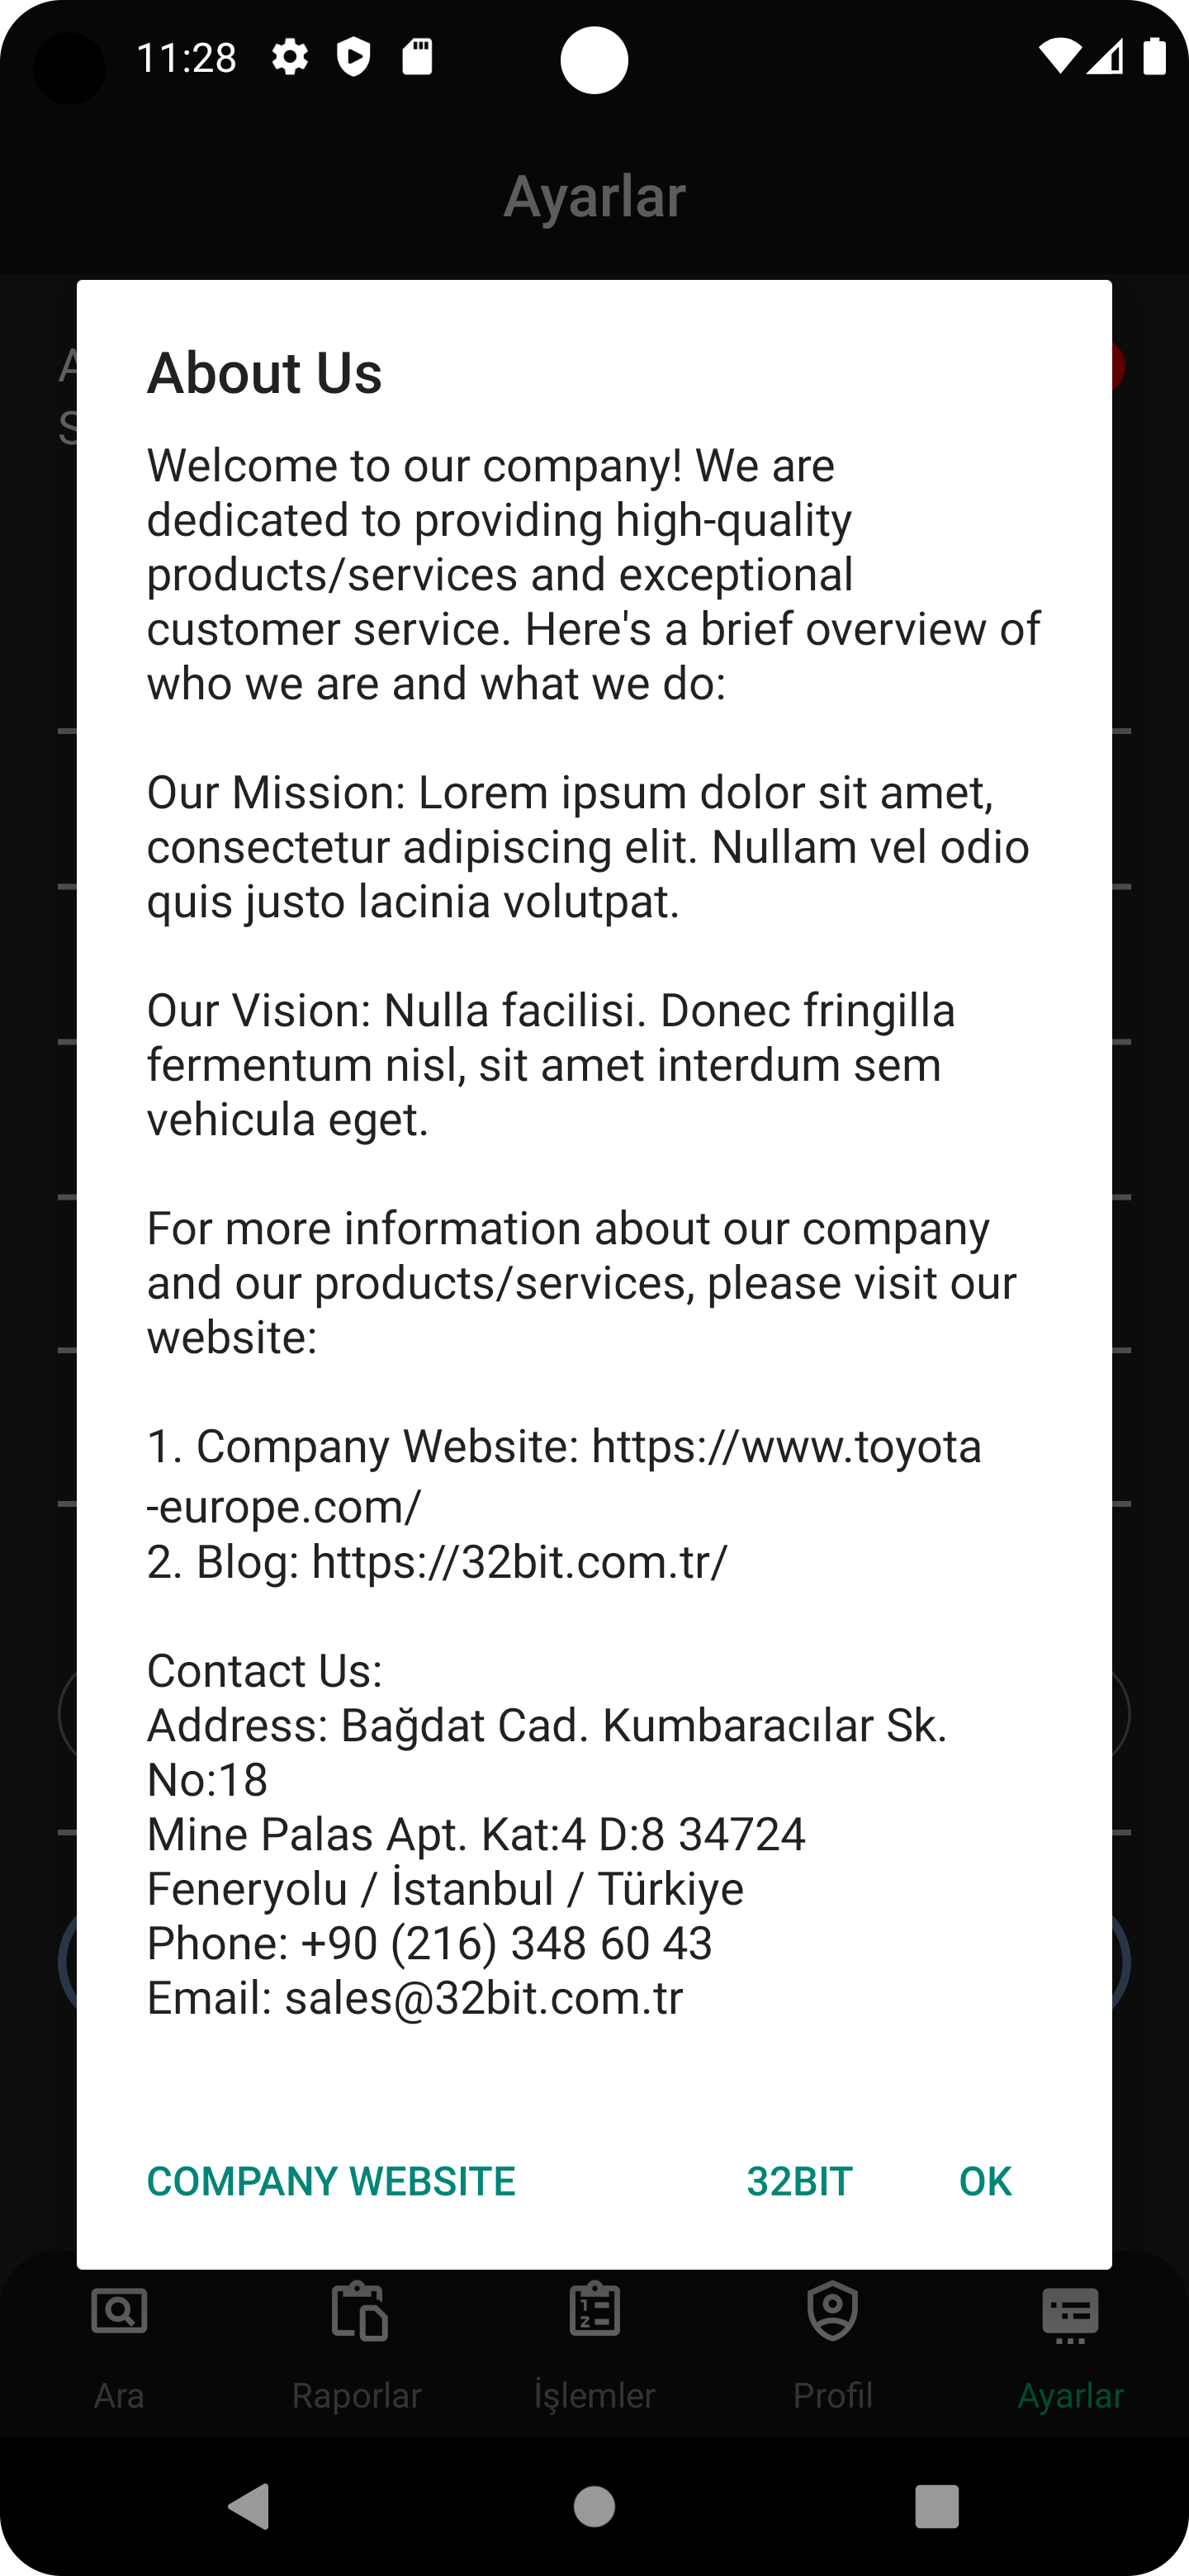 11:28
Ayarlar
A
S
About Us
Welcome to our company! We are
dedicated to providing high-quality
products/services and exceptional
customer service. Here's a brief overview of
who we are and what we do:
Our Mission: Lorem ipsum dolor sit amet,
consectetur adipiscing elit. Nullam vel odio
quis justo lacinia volutpat.
Our Vision: Nulla facilisi. Donec fringilla
fermentum nisl, sit amet interdum sem
vehicula eget.
For more information about our company
and our products/services, please visit our
website:
1. Company Website: https://www.toyota
-europe.com/
2. Blog: https://32bit.com.tr/
Contact Us:
Address: Bağdat Cad. Kumbaracılar Sk.
No:18
Mine Palas Apt. Kat:4 D:8 34724
Feneryolu / İstanbul / Türkiye
Phone: +90 (216) 348 60 43
Email: sales@32bit.com.tr
COMPANY WEBSITE 32BIT OK
Ara Raporlar İşlemler Profil Ayarlar